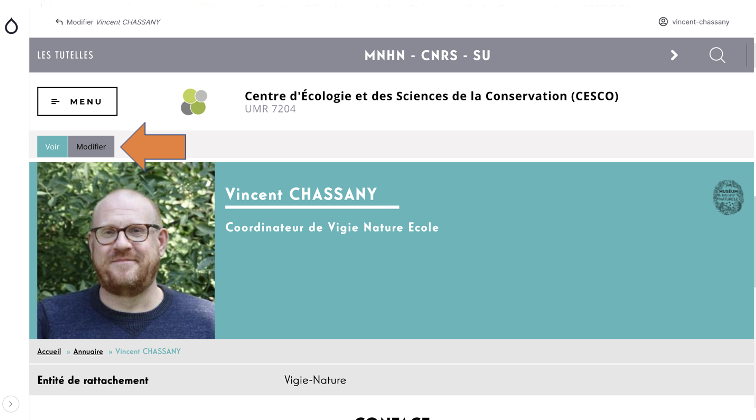 Modifier Vincent CHASSANY
vincent-chassany
LES TUTELLES
MNHN - CNRS - SU
MENU
Centre d'Écologie et des Sciences de la Conservation (CESCO)
UMR 7204
Voir
Modifier
Vincent CHASSANY
Coordinateur de Vigie Nature Ecole
Accueil » Annuaire » Vincent CHASSANY
Entité de rattachement
Vigie-Nature
CONTACT